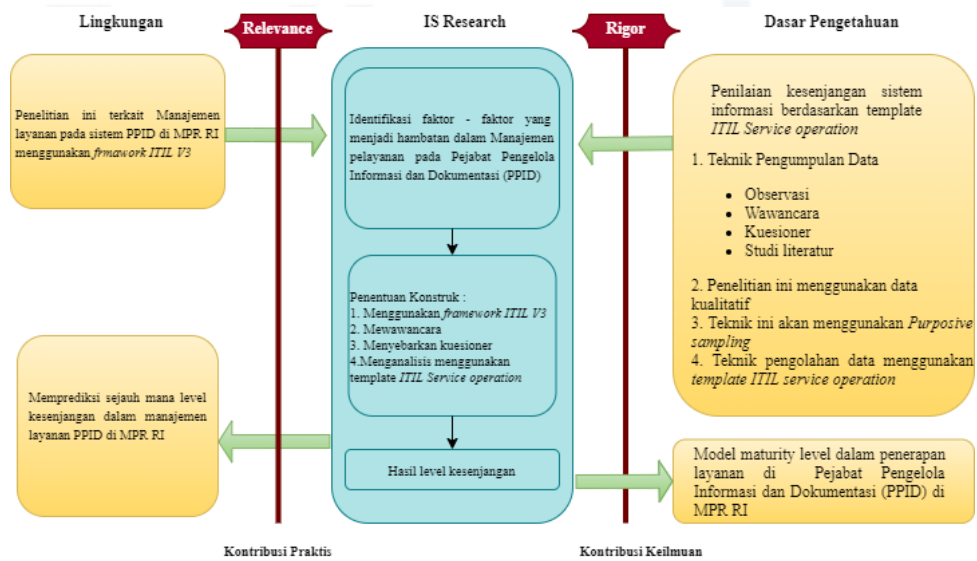 Lingkungan
Relevance
IS Research
Rigor
Dasar Pengetahuan
Penelitian ini terkait Manajemen
layanan pada sistem PPID di MPR RI
menggunakan frmawork ITIL V3
Identifikasi faktor - faktor yang
menjadi hambatan dalam Manajemen
pelayanan pada Pejabat Pengelola
Informasi dan Dokumentasi (PPID)
Penentuan Konstruk :
1. Menggunakan framework ITIL V3
2. Mewawancara
3. Menyebarkan kuesioner
4.Menganalisis menggunakan
template ITIL Service operation
Hasil level kesenjangan
Penilaian kesenjangan sistem
informasi berdasarkan template
ITIL Service operation
1. Teknik Pengumpulan Data
• Observasi
• Wawancara
• Kuesioner
• Studi literatur
2. Penelitian ini menggunakan data
kualitatif
3. Teknik ini akan menggunakan Purposive
sampling
4. Teknik pengolahan data menggunakan
template ITIL service operation
Memprediksi sejauh mana level
kesenjangan dalam manajemen
layanan PPID di MPR RI
Model maturity level dalam penerapan
layanan di Pejabat Pengelola
Informasi dan Dokumentasi (PPID) di
MPR RI
Kontribusi Praktis
Kontribusi Keilmuan